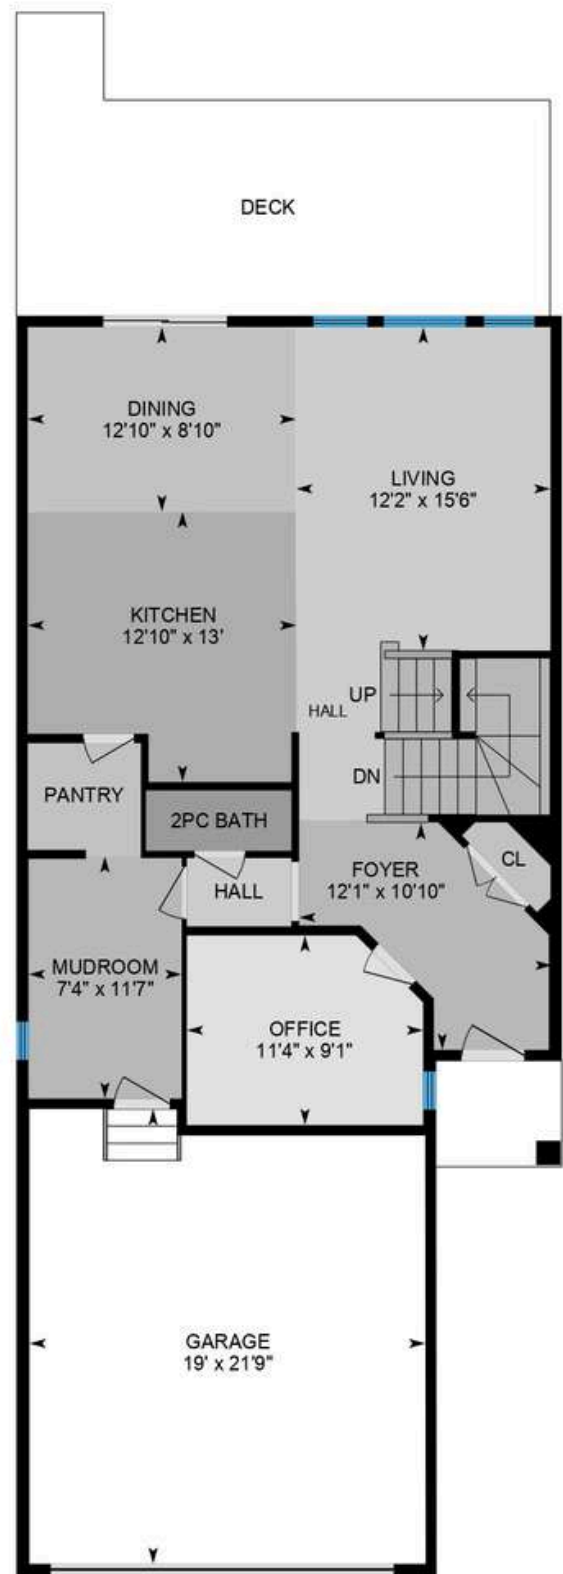 DECK
DINING
12'10" x 8'10"
LIVING
12'2" x 15'6"
KITCHEN
12'10" x 13'
UP
HALL
DN
PANTRY
2PC BATH
CL
FOYER
12'1" x 10'10"
HALL
MUDROOM
7'4" x 11'7"
OFFICE
11'4" x 9'1"
GARAGE
19' x 21'9"